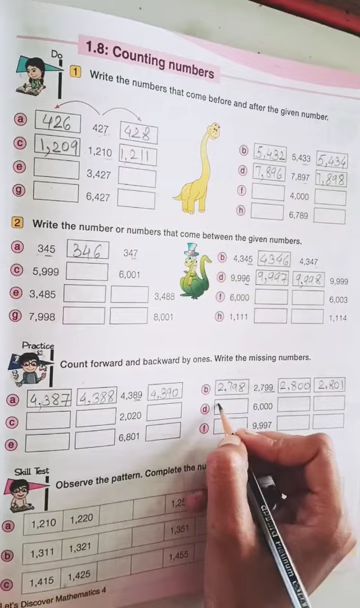 Do
1.8: Counting numbers
1 Write the numbers that come before and after the given number.
a 426 427 428
b 5,432 5,433 5,434
c 1,209 1,210 1,211
d 7,896 7,897 7,898
e 3,427
f 4,000
g 6,427
h 6,789
2 Write the number or numbers that come between the given numbers.
a 345 346 347
b 4,345 4346 4,347
c 5,999 6,001
d 9,996 9,997 9,998 9,999
e 3,485 3,488
f 6,000 6,003
g 7,998 8,001
h 1,111 1,114
Practice
Count forward and backward by ones. Write the missing numbers.
a 4,387 4,388 4,389 4,390
b 2,798 2,799 2,800 2,801
c 2,020
d 6,000
e 6,801
f 9,997
Skill Test
Observe the pattern. Complete the nu
a 1,210 1,220
b 1,311 1,321 1,351
c 1,415 1,425 1,455
Let's Discover Mathematics 4